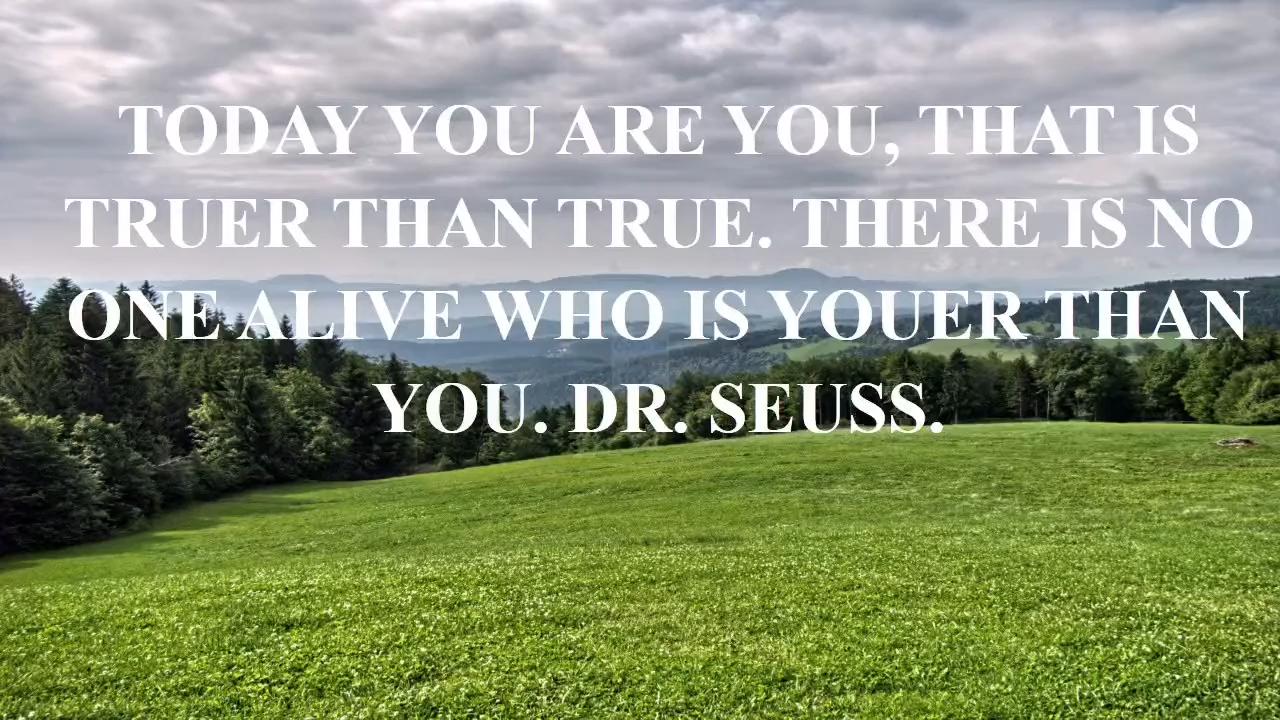 TODAY YOU ARE YOU, THAT IS
TRUER THAN TRUE. THERE IS NO
ONE ALIVE WHO IS YOUER THAN
YOU. DR. SEUSS.